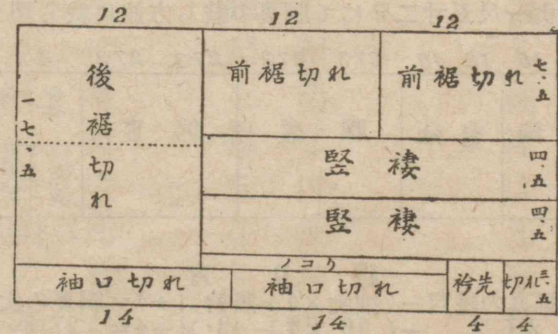 12
12
12
後裾切れ
一七、五
前裾切れ
前裾切れ
七、五
竪褄
四、五
竪褄
四、五
ノコリ
袖口切れ
袖口切れ
衿先
切れ
三、五
14
14
4
4